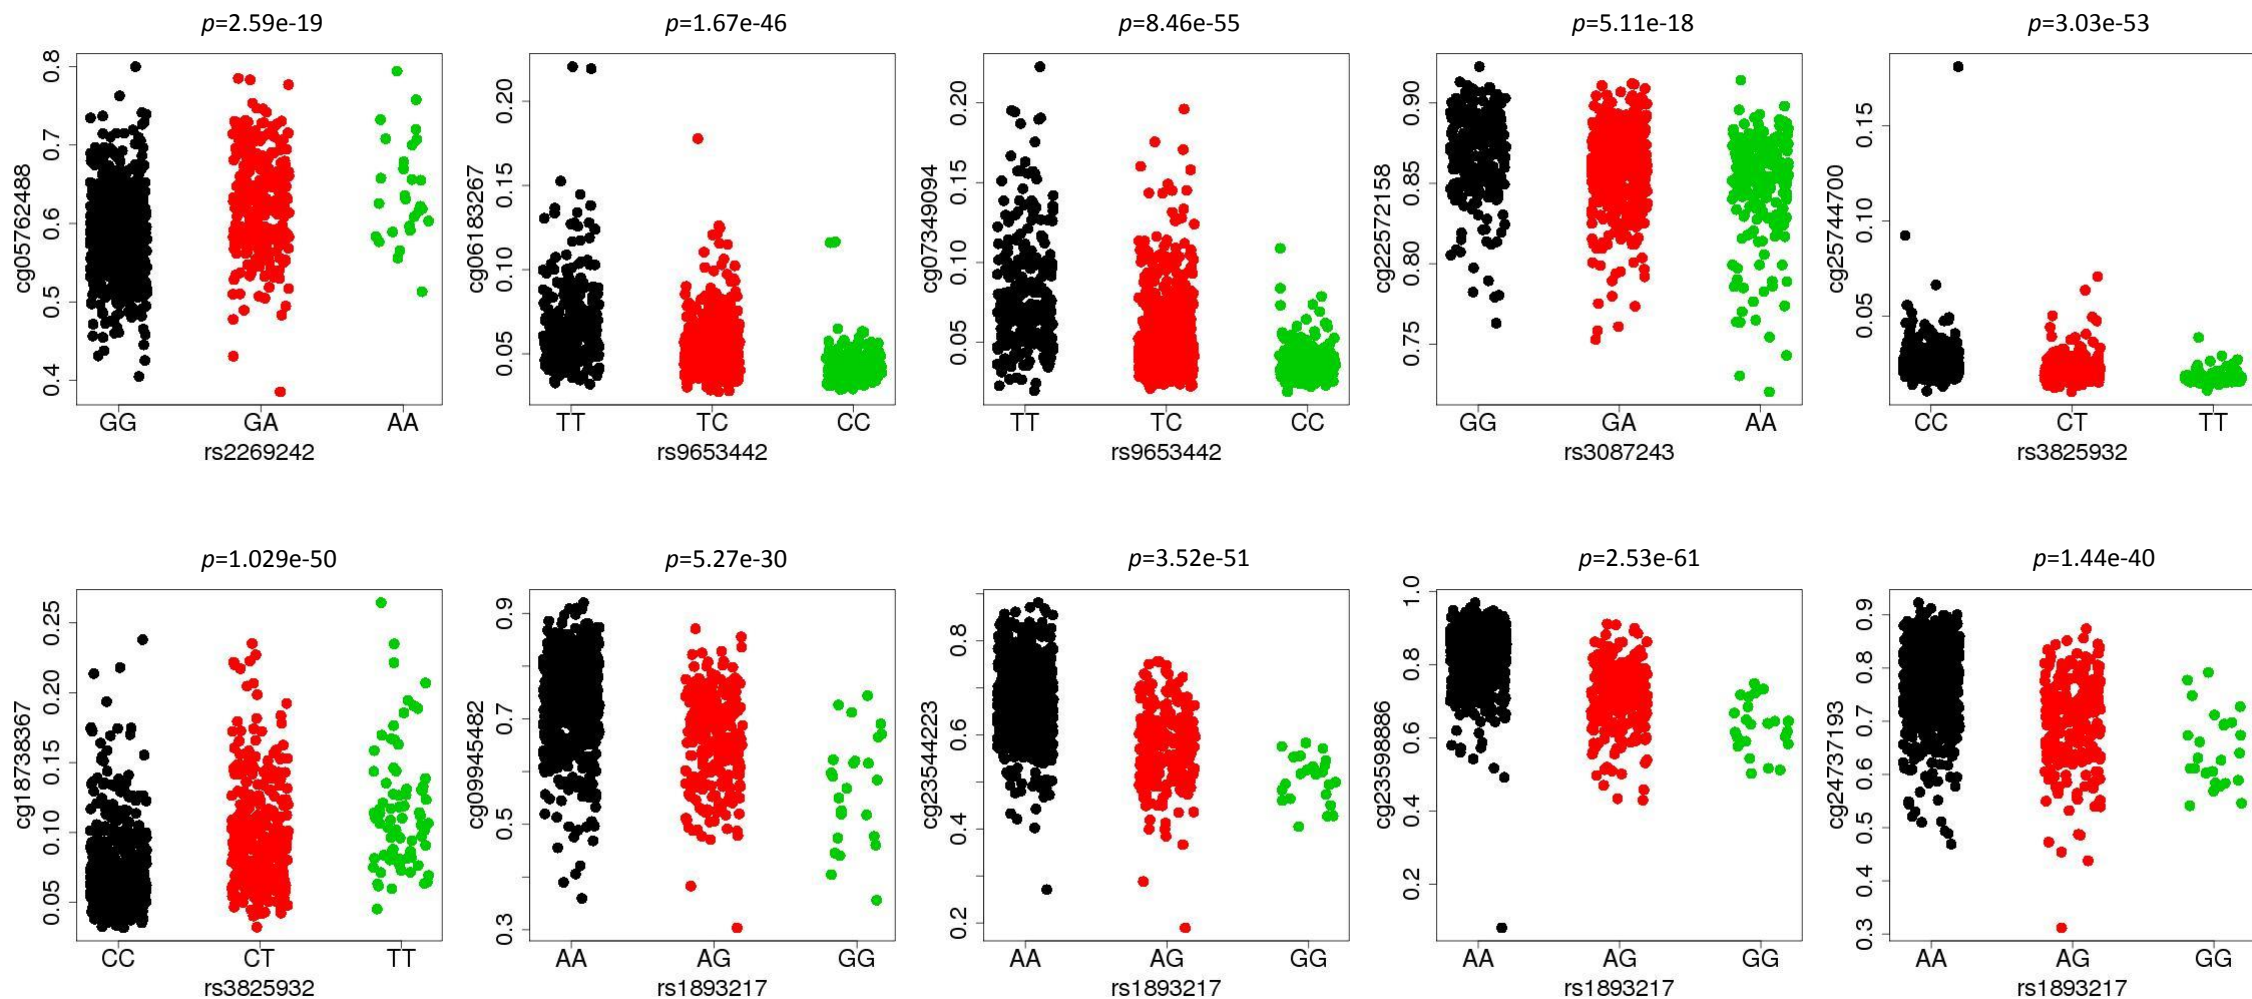 p=2.59e-19
p=1.67e-46
p=8.46e-55
p=5.11e-18
p=3.03e-53
cg05762488
0.8
0.7
0.6
0.5
0.4
GG GA AA
rs2269242
cg06183267
0.20
0.15
0.10
0.05
TT TC CC
rs9653442
cg07349094
0.20
0.15
0.10
0.05
TT TC CC
rs9653442
cg22572158
0.90
0.85
0.80
0.75
GG GA AA
rs3087243
cg25744700
0.15
0.10
0.05
CC CT TT
rs3825932
p=1.029e-50
p=5.27e-30
p=3.52e-51
p=2.53e-61
p=1.44e-40
cg18738367
0.25
0.20
0.15
0.10
0.05
CC CT TT
rs3825932
cg09945482
0.9
0.7
0.5
0.3
AA AG GG
rs1893217
cg23544223
0.8
0.6
0.4
0.2
AA AG GG
rs1893217
cg23598886
1.0
0.8
0.6
0.4
0.2
AA AG GG
rs1893217
cg24737193
0.9
0.8
0.7
0.6
0.5
0.4
0.3
AA AG GG
rs1893217